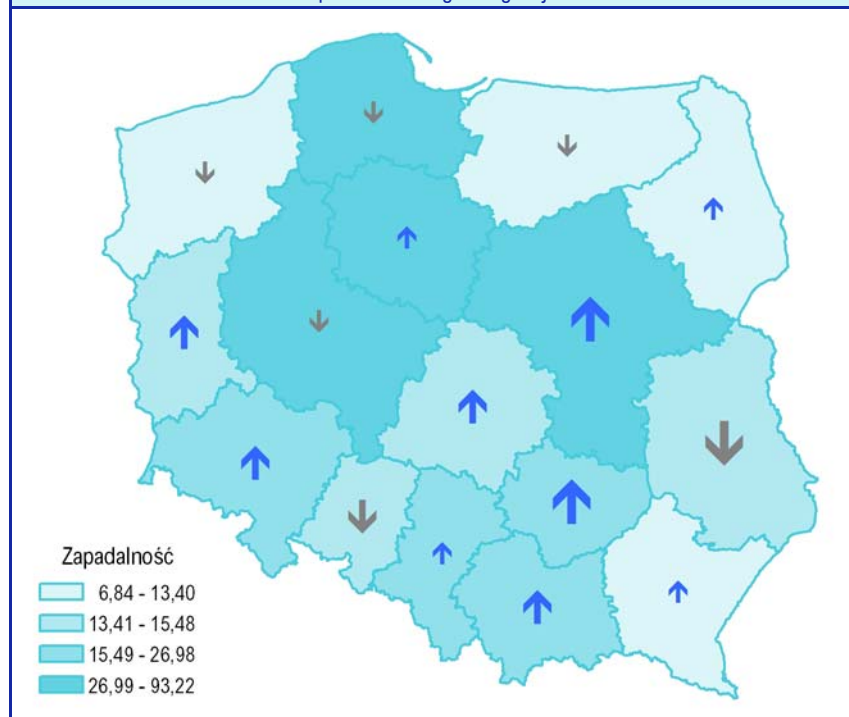 Zapadalność
6,84 - 13,40
13,41 - 15,48
15,49 - 26,98
26,99 - 93,22